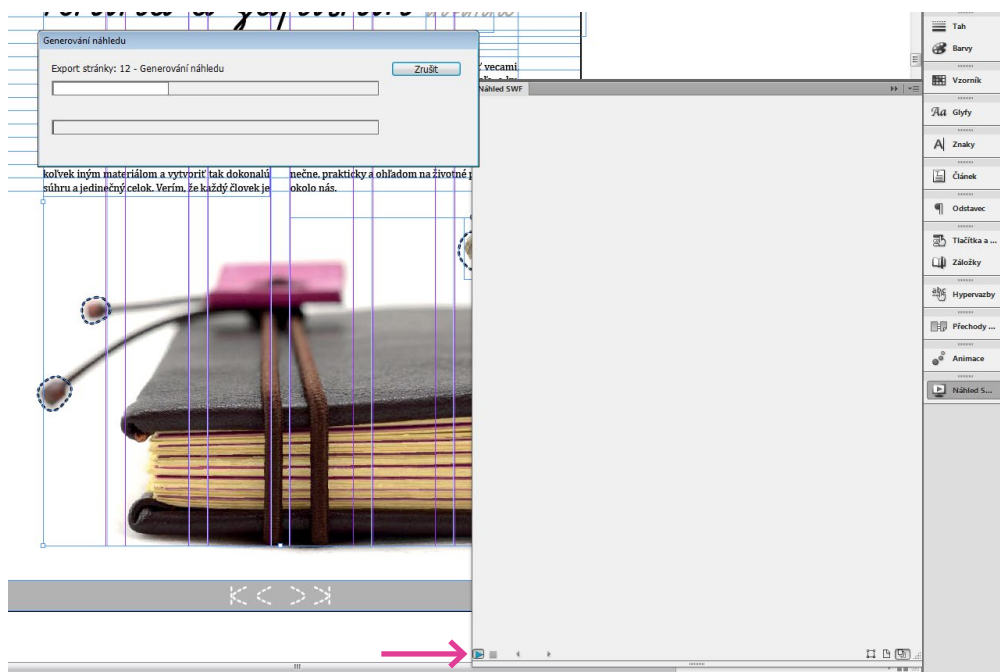 Generování náhledu
Export stránky: 12 - Generování náhledu
Zrušit
vecami
Náhled SWF
koľvek iným materiálom a vytvoriť tak dokonalú
súhru a jedinečný celok. Verím, že každý človek je
nečne, prakticky a ohľadom na životné
okolo nás.
Tah
Barvy
Vzorník
Glyfy
Znaky
Článek
Odstavec
Tlačítka a ...
Záložky
Hypervazby
Přechody ...
Animace
Náhled S...